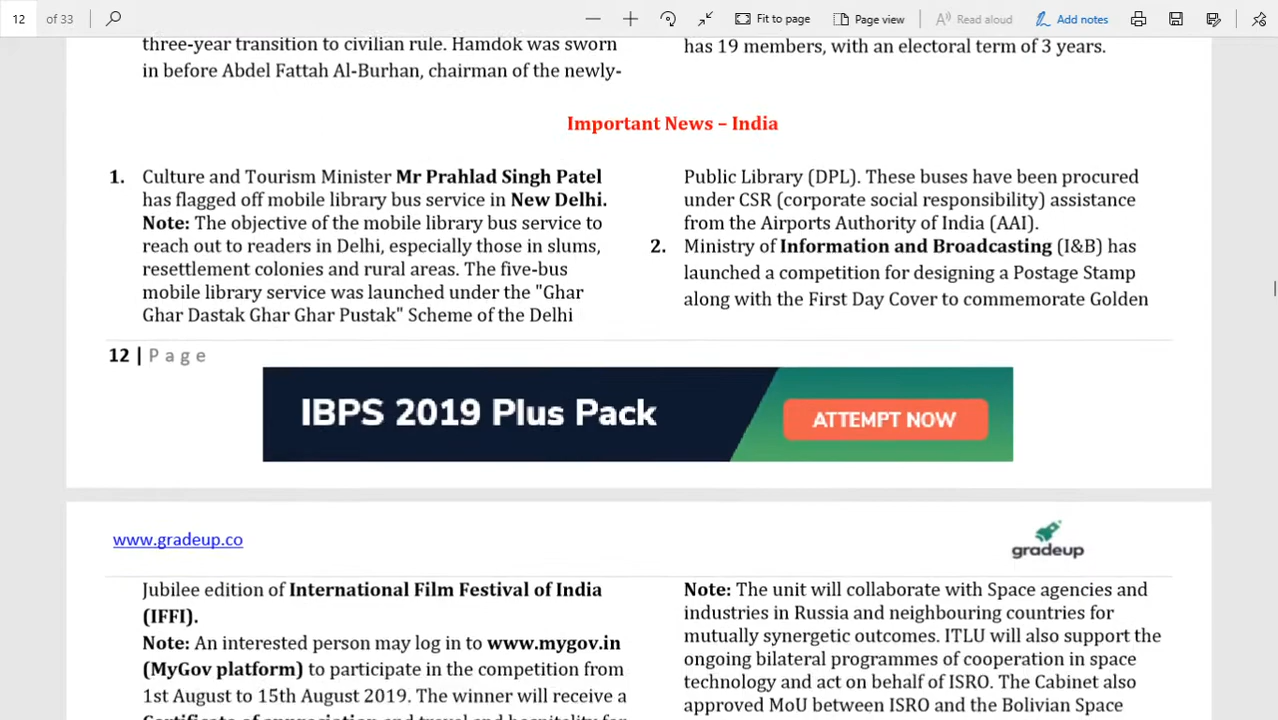 12 of 33
Fit to page
Page view
Read aloud
Add notes
three-year transition to civilian rule. Hamdok was sworn
in before Abdel Fattah Al-Burhan, chairman of the newly-
has 19 members, with an electoral term of 3 years.
Important News – India
1. Culture and Tourism Minister Mr Prahlad Singh Patel
has flagged off mobile library bus service in New Delhi.
Note: The objective of the mobile library bus service to
reach out to readers in Delhi, especially those in slums,
resettlement colonies and rural areas. The five-bus
mobile library service was launched under the "Ghar
Ghar Dastak Ghar Ghar Pustak" Scheme of the Delhi
Public Library (DPL). These buses have been procured
under CSR (corporate social responsibility) assistance
from the Airports Authority of India (AAI).
2. Ministry of Information and Broadcasting (I&B) has
launched a competition for designing a Postage Stamp
along with the First Day Cover to commemorate Golden
12 | Page
IBPS 2019 Plus Pack
ATTEMPT NOW
www.gradeup.co
gradeup
Jubilee edition of International Film Festival of India
(IFFI).
Note: An interested person may log in to www.mygov.in
(MyGov platform) to participate in the competition from
1st August to 15th August 2019. The winner will receive a
Certificate of appreciation and travel and hospitality for
Note: The unit will collaborate with Space agencies and
industries in Russia and neighbouring countries for
mutually synergetic outcomes. ITLU will also support the
ongoing bilateral programmes of cooperation in space
technology and act on behalf of ISRO. The Cabinet also
approved MoU between ISRO and the Bolivian Space